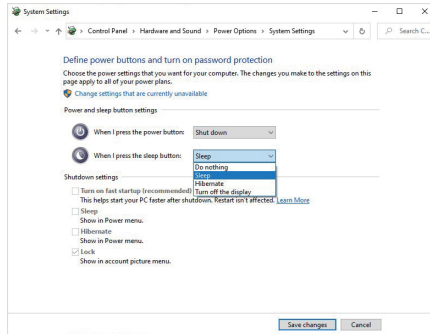 System Settings
Control Panel > Hardware and Sound > Power Options > System Settings
Search C...
Define power buttons and turn on password protection
Choose the power settings that you want for your computer. The changes you make to the settings on this
page apply to all of your power plans.
Change settings that are currently unavailable
Power and sleep button settings
When I press the power button: Shut down
When I press the sleep button: Sleep
Do nothing
Sleep
Hibernate
Turn off the display
Shutdown settings
Turn on fast startup (recommended)
This helps start your PC faster after shutdown. Restart isn't affected. Learn More
Sleep
Show in Power menu.
Hibernate
Show in Power menu.
Lock
Show in account picture menu.
Save changes Cancel